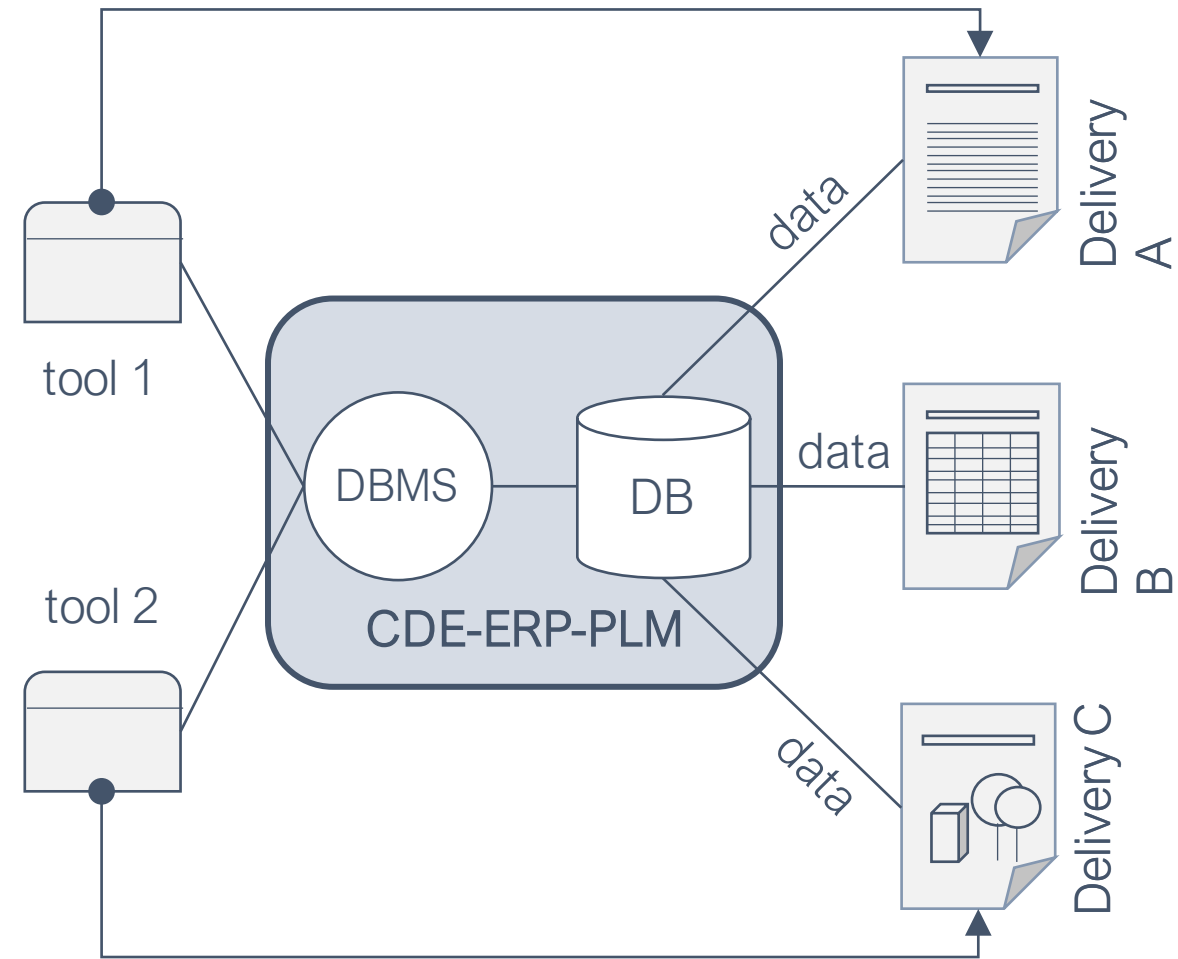 data
Delivery
A
tool 1
data
Delivery
B
DBMS
DB
tool 2
CDE-ERP-PLM
data
Delivery C